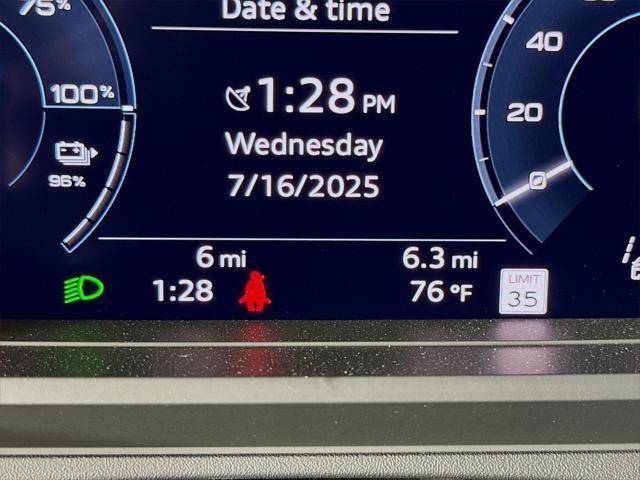 75%
Date & time
40
100%
1:28 PM
20
Wednesday
96%
7/16/2025
0
6 mi
6.3 mi
1:28
76 °F
LIMIT
35